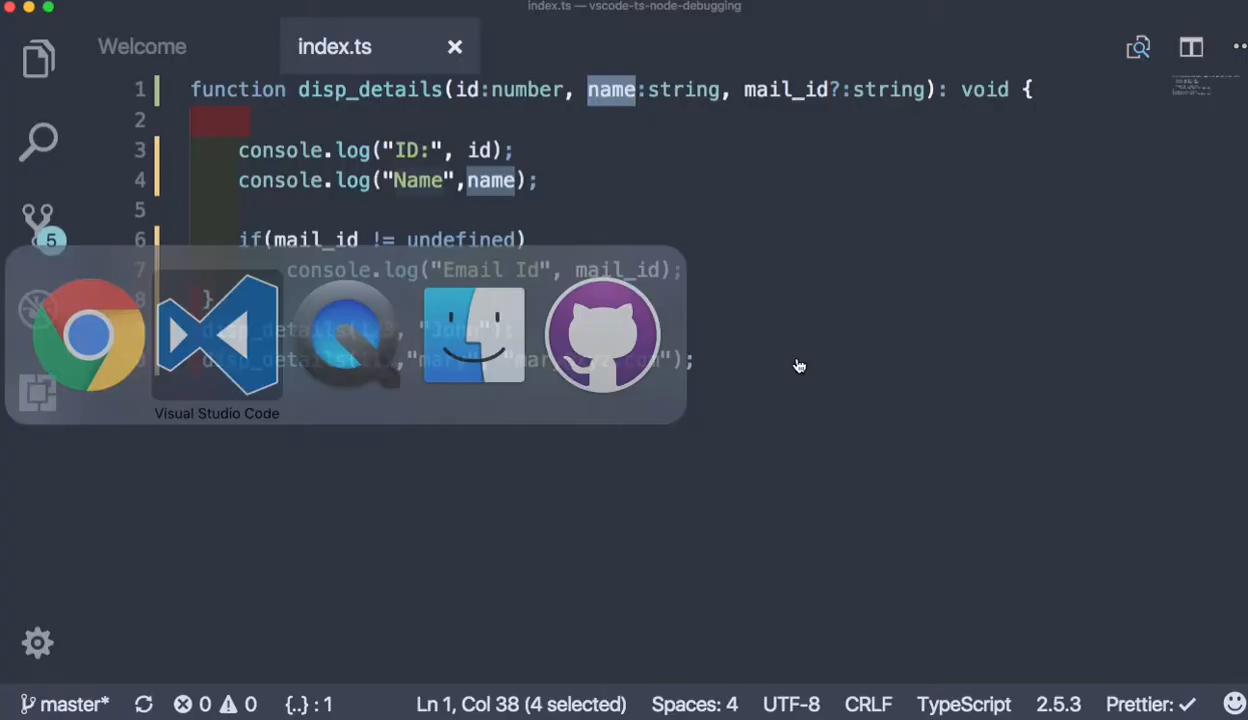 index.ts — vscode-ts-node-debugging
Welcome
index.ts
1 function disp_details(id:number, name:string, mail_id?:string): void {
2
3 console.log("ID:", id);
4 console.log("Name",name);
5
6 if(mail_id != undefined)
7 console.log("Email Id", mail_id);
8 }
"John");
5
Visual Studio Code
master*
0 0
{..} : 1
Ln 1, Col 38 (4 selected)
Spaces: 4
UTF-8
CRLF
TypeScript
2.5.3
Prettier: ✓